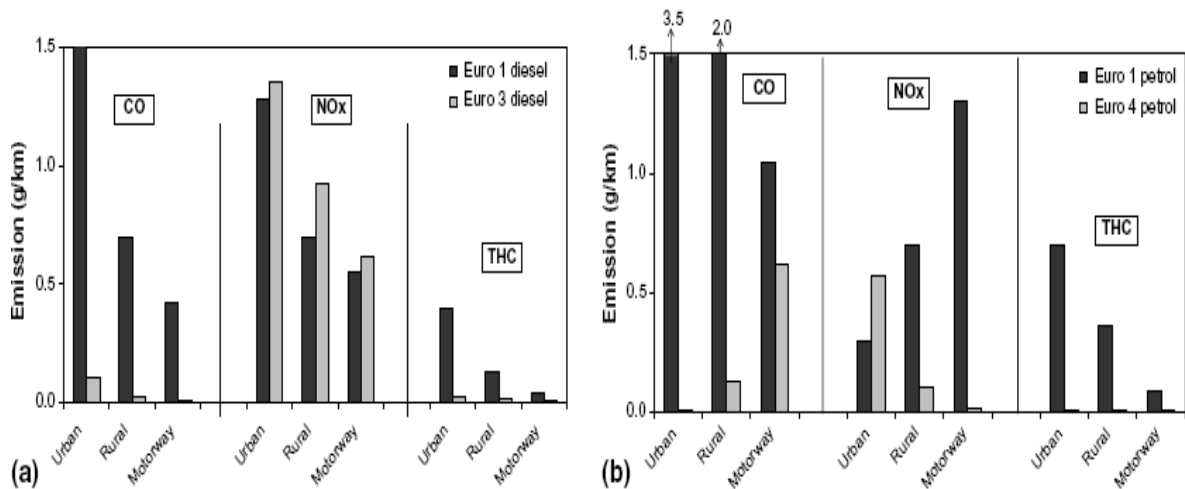 1.5
1.0
0.5
0.0
Emission (g/km)
CO
NOx
THC
Euro 1 diesel
Euro 3 diesel
Urban
Rural
Motorway
Urban
Rural
Motorway
Urban
Rural
Motorway
(a)
3.5
2.0
1.5
1.0
0.5
0.0
Emission (g/km)
CO
NOx
THC
Euro 1 petrol
Euro 4 petrol
Urban
Rural
Motorway
Urban
Rural
Motorway
Urban
Rural
Motorway
(b)